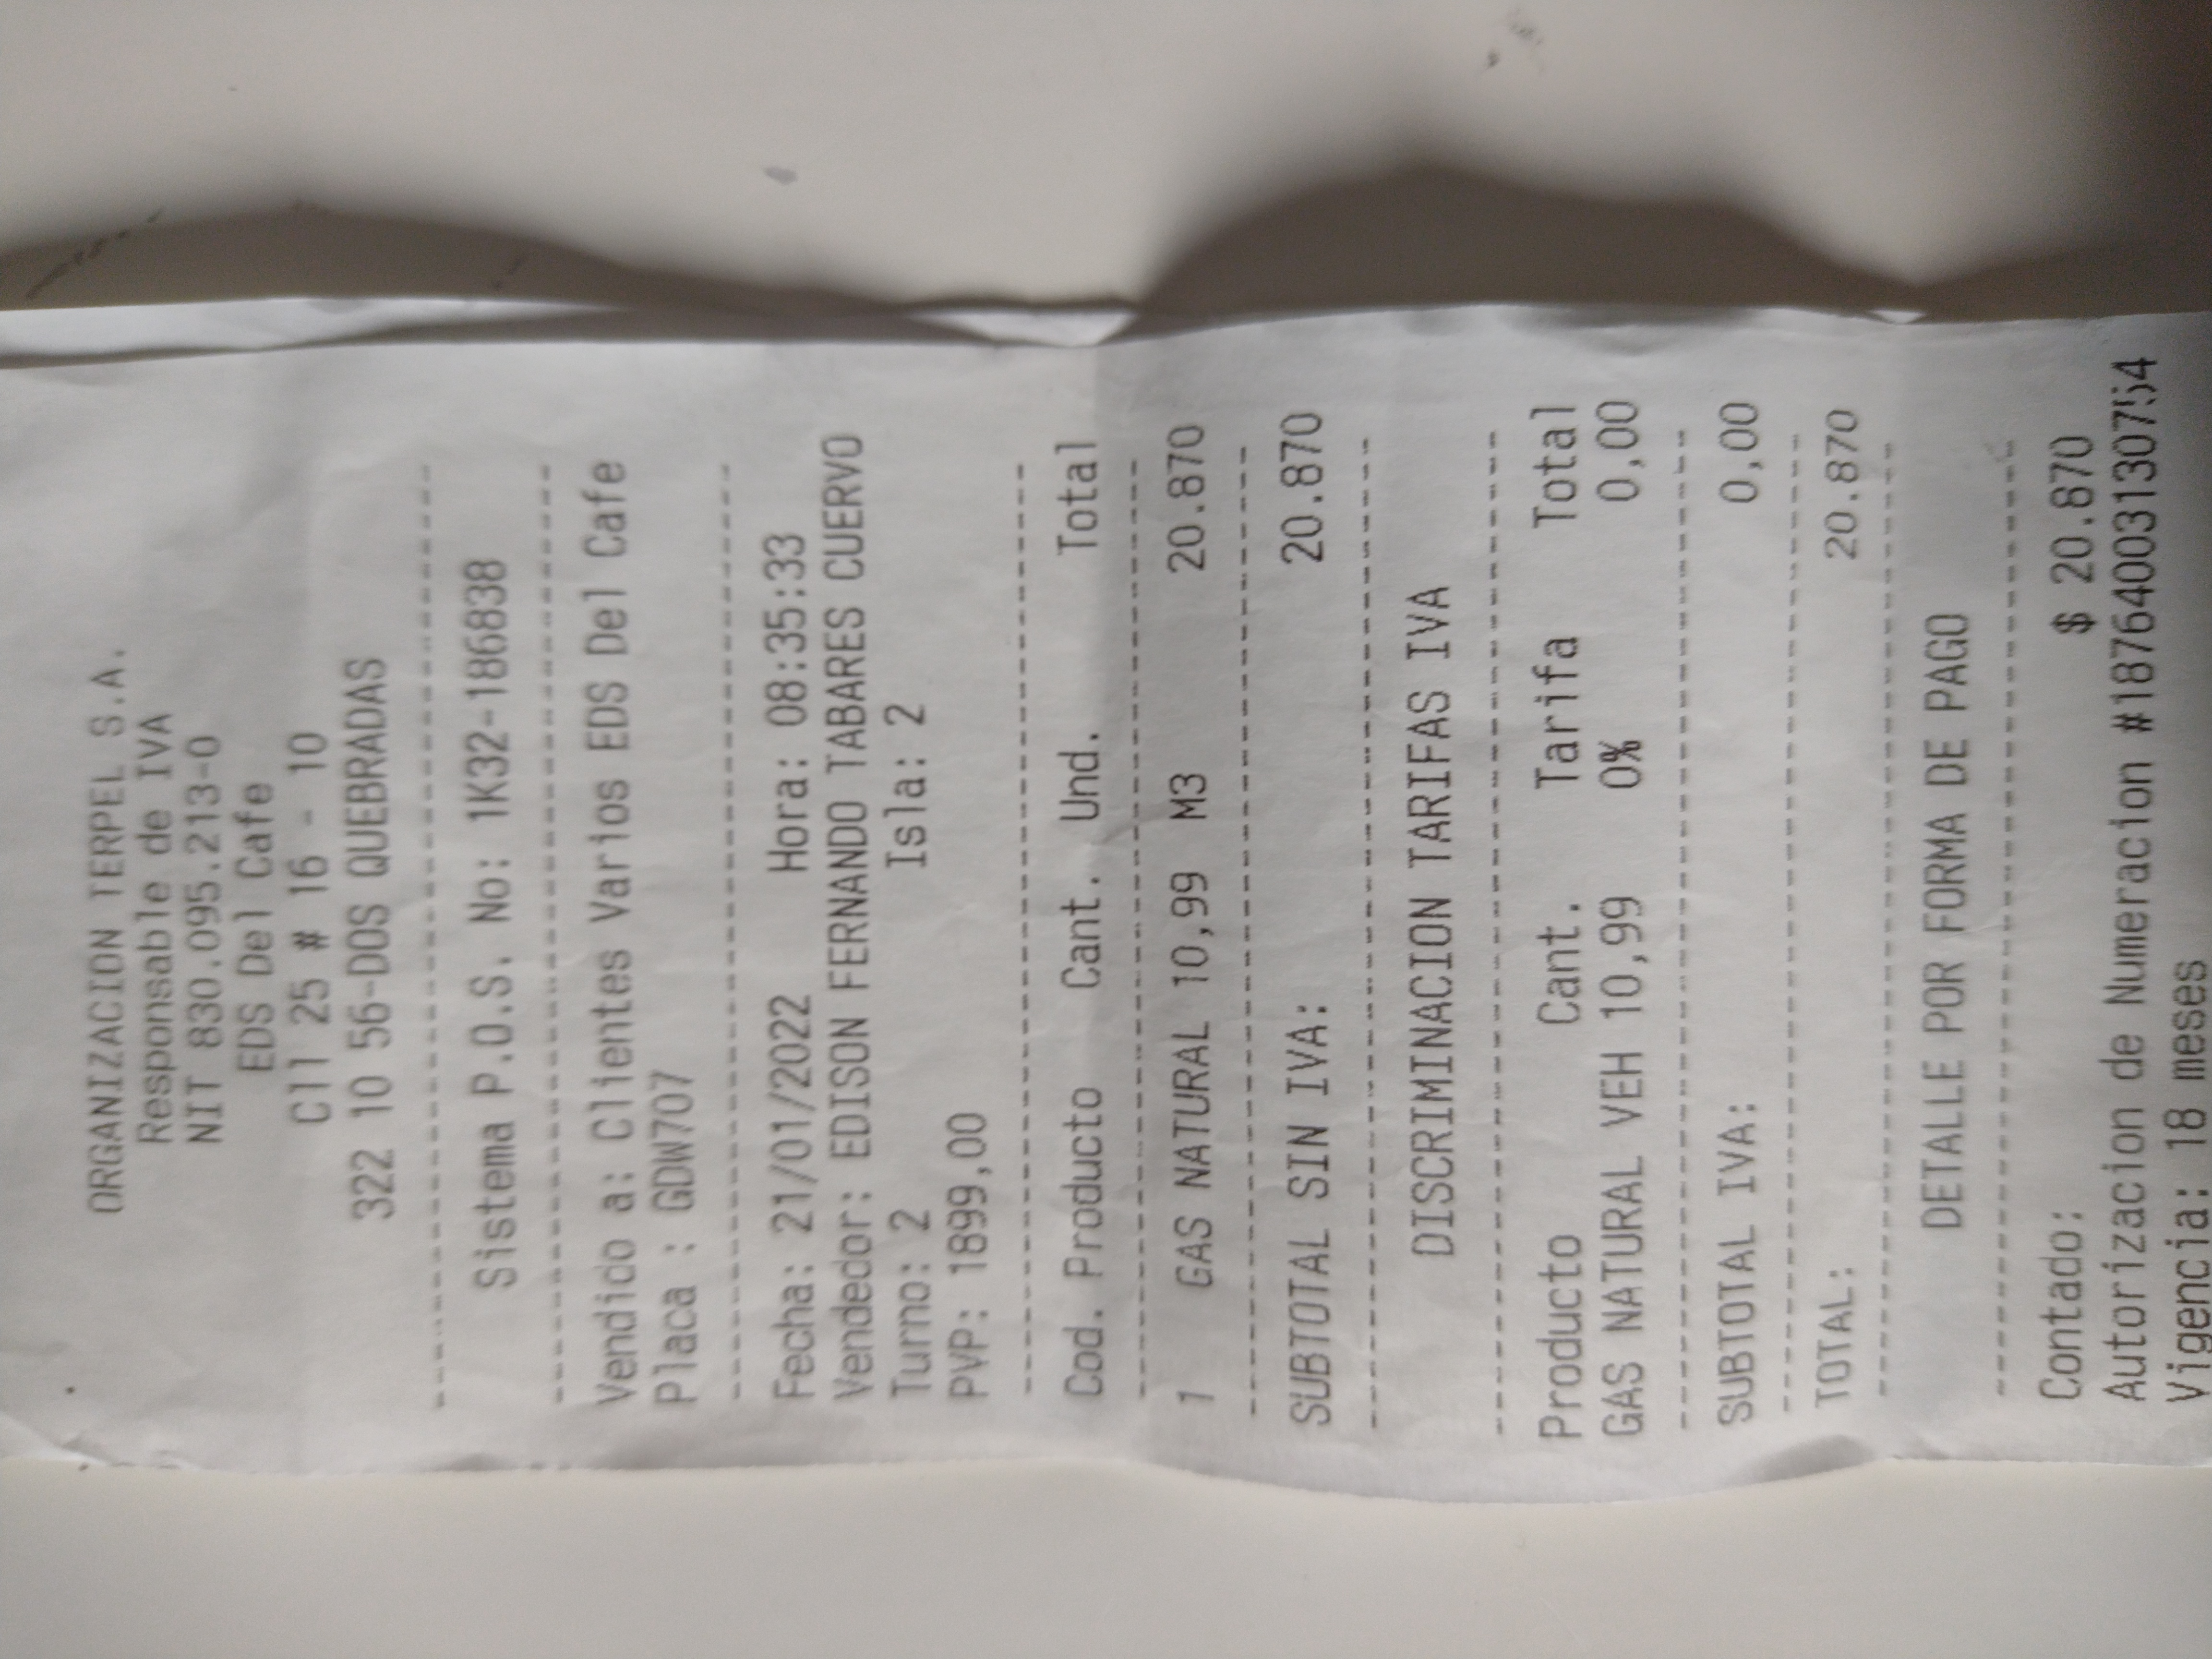 ORGANIZACION TERPEL S.A.
Responsable de IVA
NIT 830.095.213-0
EDS Del Cafe
Cll 25 # 16 - 10
322 10 56-DOS QUEBRADAS
Sistema P.O.S. No: 1K32-186838
Vendido a: Clientes Varios EDS Del Cafe
Placa : GDW707
Fecha: 21/01/2022 Hora: 08:35:33
Vendedor: EDISON FERNANDO TABARES CUERVO
Turno: 2 Isla: 2
PVP: 1899,00
Cod. Producto Cant. Und. Total
1 GAS NATURAL 10,99 M3 20.870
SUBTOTAL SIN IVA: 20.870
DISCRIMINACION TARIFAS IVA
Producto Cant. Tarifa Total
GAS NATURAL VEH 10,99 0% 0,00
SUBTOTAL IVA: 0,00
TOTAL: 20.870
DETALLE POR FORMA DE PAGO
Contado: $ 20.870
Autorizacion de Numeracion #18764003130754
Vigencia: 18 meses